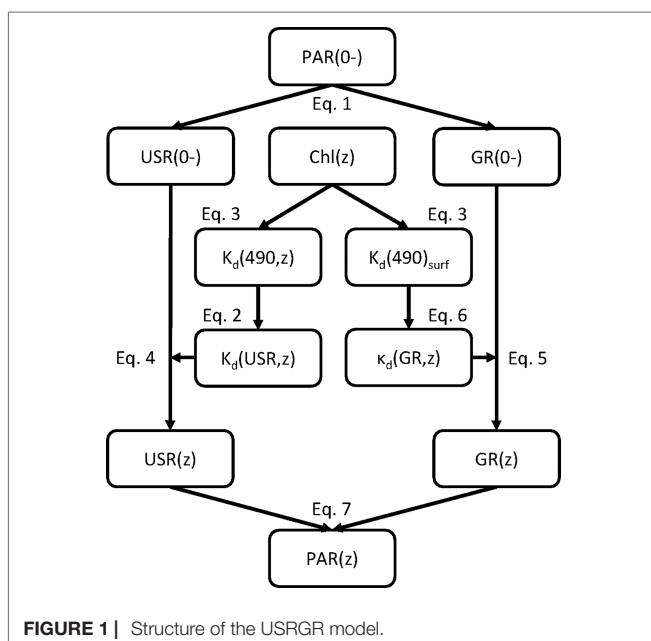 PAR(0-)
Eq. 1
USR(0-)
Chl(z)
GR(0-)
Eq. 3
Eq. 3
Kd(490,z)
Kd(490)surf
Eq. 2
Eq. 6
Eq. 4
Kd(USR,z)
κd(GR,z)
Eq. 5
USR(z)
GR(z)
Eq. 7
PAR(z)
FIGURE 1 | Structure of the USRGR model.